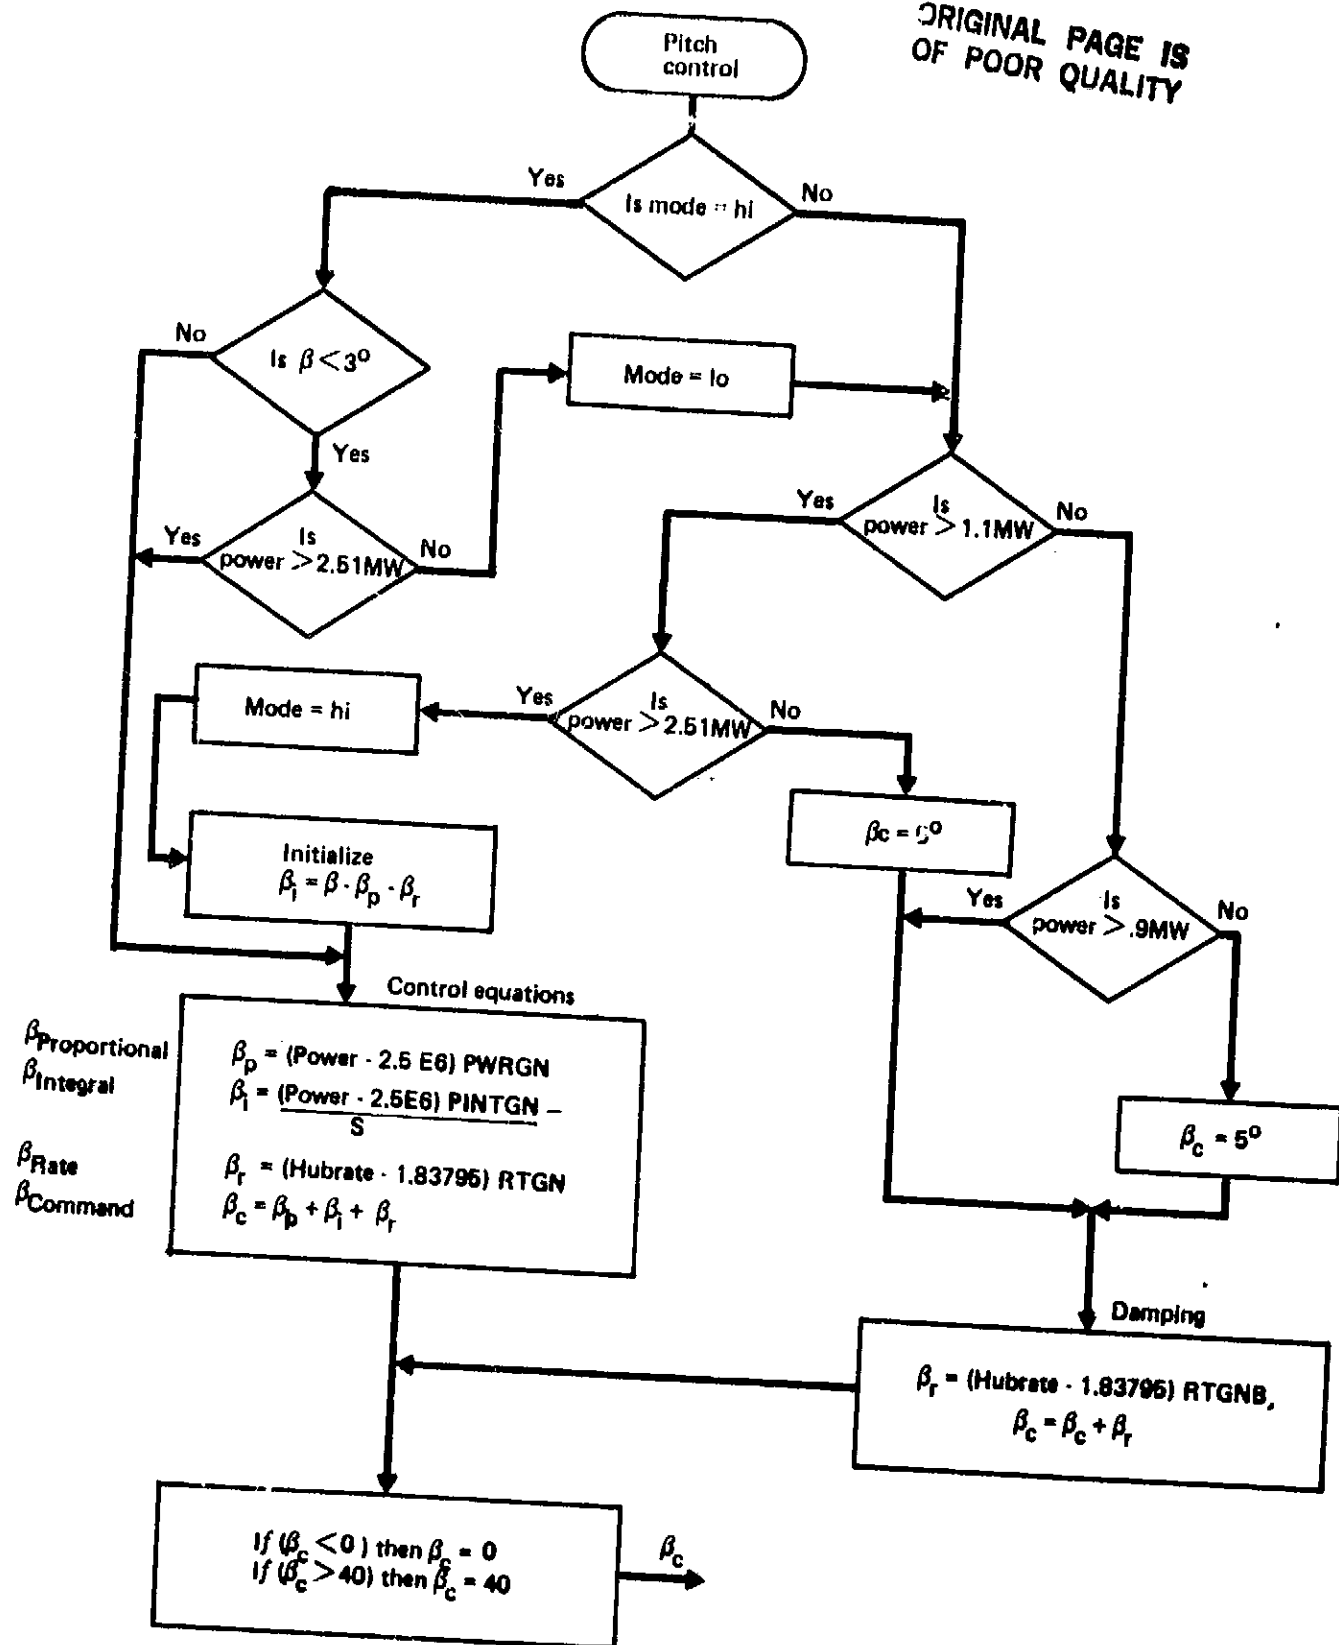 ORIGINAL PAGE IS
OF POOR QUALITY
Pitch
control
Is mode = hi
Yes
No
Is β < 3º
No
Yes
Mode = lo
Is
power > 2.51MW
Yes
No
Is
power > 1.1MW
Yes
No
Is
power > 2.51MW
Yes
No
Mode = hi
βc =
Initialize
βi = β - βp - βr
Is
power > .9MW
Yes
No
βc = 5º
Control equations
βProportional
βIntegral
βRate
βCommand
βp = (Power - 2.5 E6) PWRGN
βi = (Power - 2.5E6) PINTGN
S
βr = (Hubrate - 1.83795) RTGN
βc = βp + βi + βr
Damping
βr = (Hubrate - 1.83795) RTGNB,
βc = βc + βr
If (βc < 0 ) then βc = 0
If (βc > 40) then βc = 40
βc